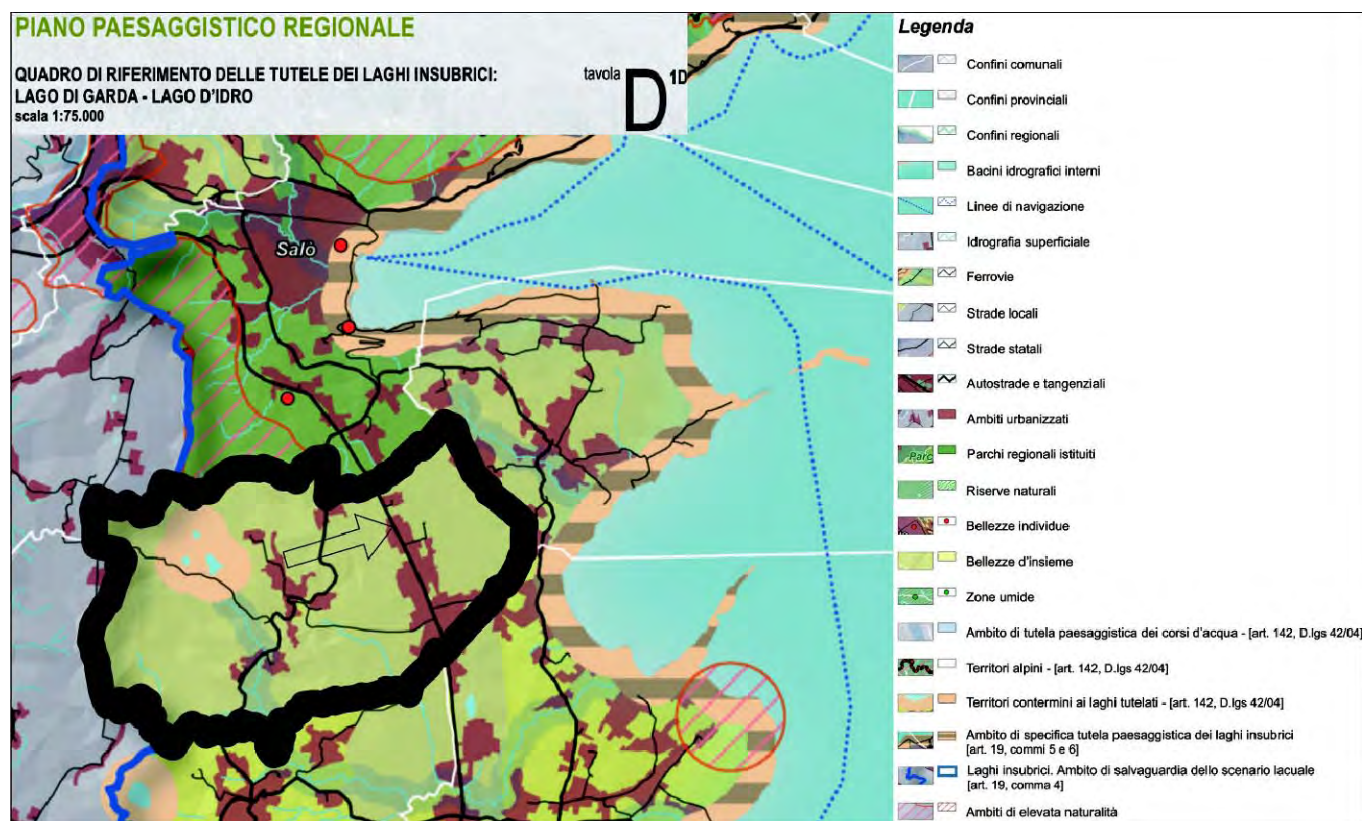 PIANO PAESAGGISTICO REGIONALE
QUADRO DI RIFERIMENTO DELLE TUTELE DEI LAGHI INSUBRICI:
LAGO DI GARDA - LAGO D'IDRO
scala 1:75.000
tavola D 1D
Salò
Legenda
Confini comunali
Confini provinciali
Confini regionali
Bacini idrografici interni
Linee di navigazione
Idrografia superficiale
Ferrovie
Strade locali
Strade statali
Autostrade e tangenziali
Ambiti urbanizzati
Parc
Parchi regionali istituiti
Riserve naturali
Bellezze individue
Bellezze d'insieme
Zone umide
Ambito di tutela paesaggistica dei corsi d'acqua - [art. 142, D.lgs 42/04]
Territori alpini - [art. 142, D.lgs 42/04]
Territori contermini ai laghi tutelati - [art. 142, D.lgs 42/04]
Ambito di specifica tutela paesaggistica dei laghi insubrici
[art. 19, commi 5 e 6]
Laghi insubrici. Ambito di salvaguardia dello scenario lacuale
[art. 19, comma 4]
Ambiti di elevata naturalità